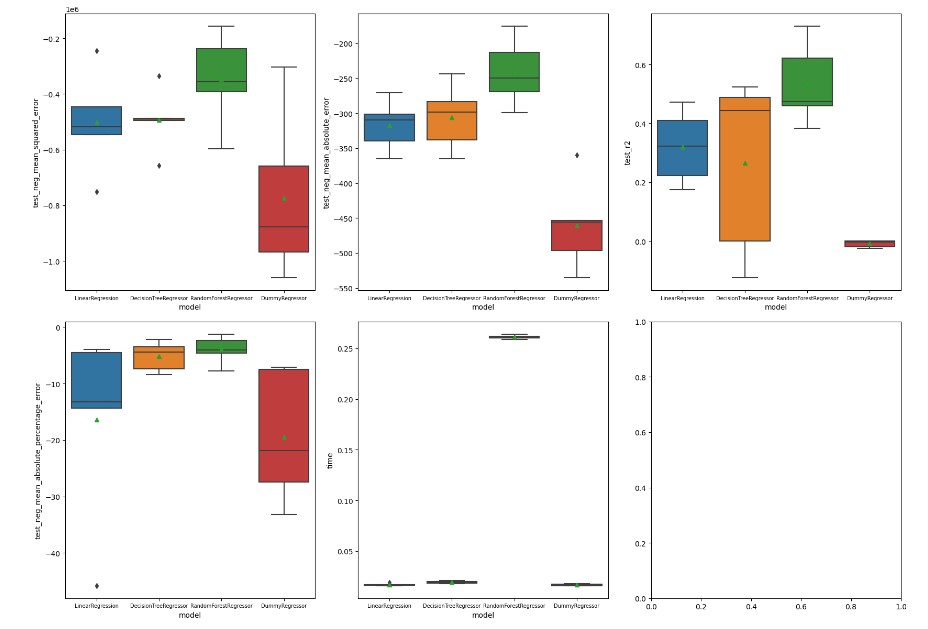 1e6
test_neg_mean_squared_error
−0.2
−0.4
−0.6
−0.8
−1.0
LinearRegression DecisionTreeRegressor RandomForestRegressor DummyRegressor
model
test_neg_mean_absolute_error
−200
−250
−300
−350
−400
−450
−500
−550
LinearRegression DecisionTreeRegressor RandomForestRegressor DummyRegressor
model
test_r2
0.6
0.4
0.2
0.0
LinearRegression DecisionTreeRegressor RandomForestRegressor DummyRegressor
model
test_neg_mean_absolute_percentage_error
0
−10
−20
−30
−40
LinearRegression DecisionTreeRegressor RandomForestRegressor DummyRegressor
model
time
0.25
0.20
0.15
0.10
0.05
LinearRegression DecisionTreeRegressor RandomForestRegressor DummyRegressor
model
1.0
0.8
0.6
0.4
0.2
0.0
0.0 0.2 0.4 0.6 0.8 1.0